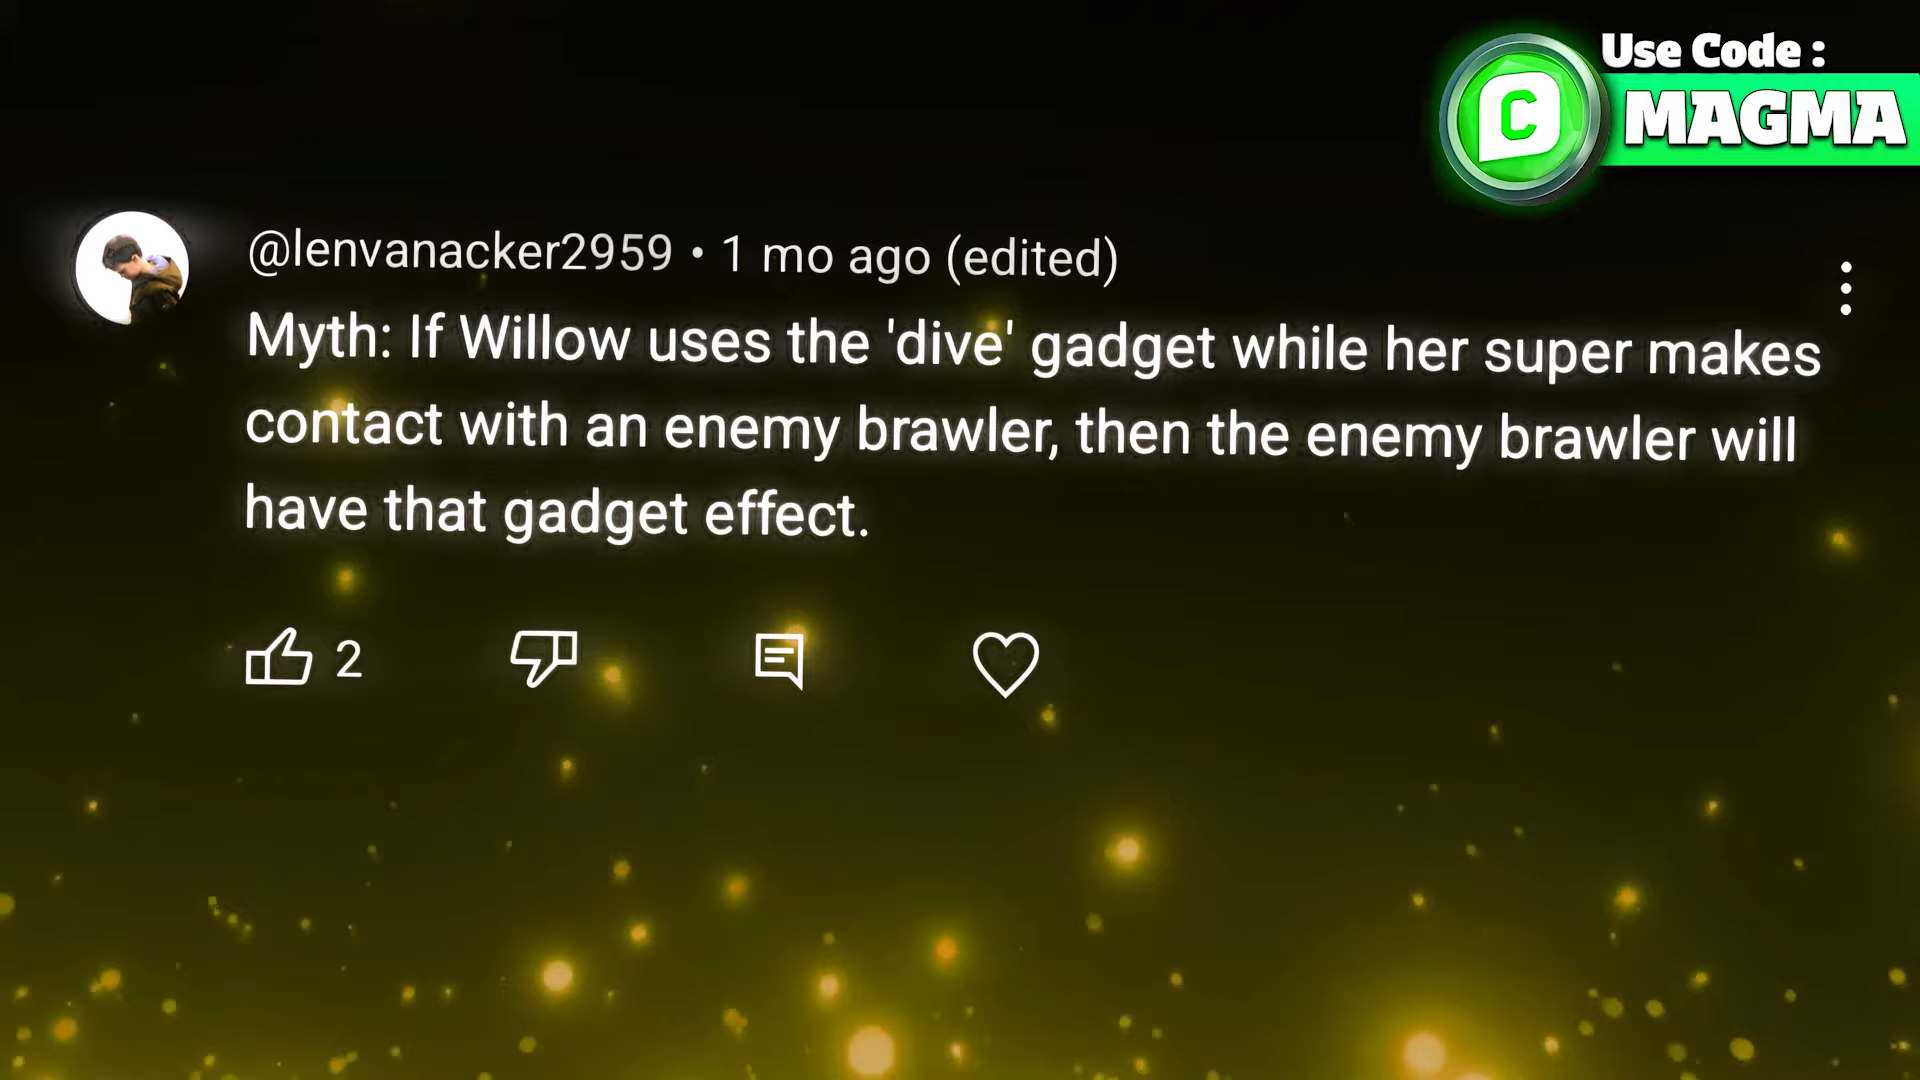 Use Code :
C
MAGMA
@lenvanacker2959 • 1 mo ago (edited)
Myth: If Willow uses the 'dive' gadget while her super makes
contact with an enemy brawler, then the enemy brawler will
have that gadget effect.
2